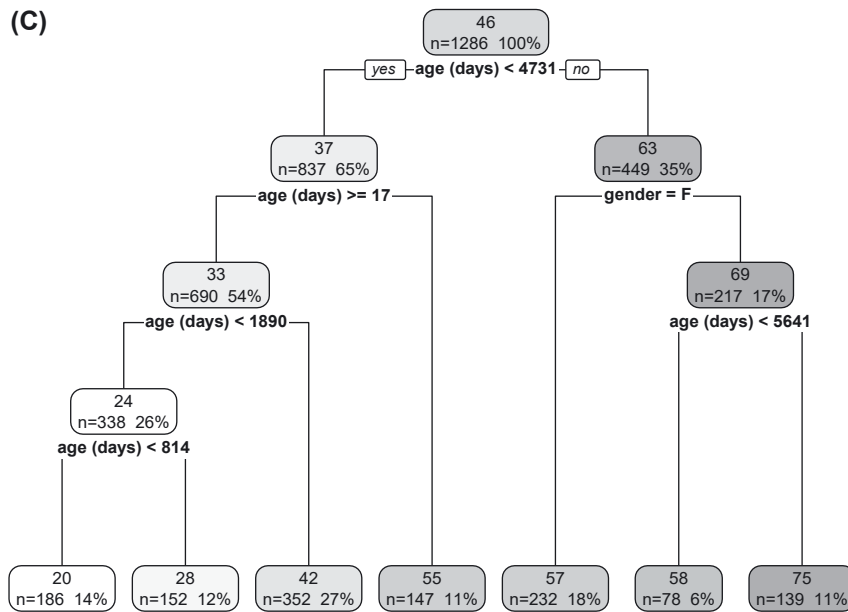 (C)
46
n=1286 100%
yes age (days) < 4731 no
37
n=837 65%
age (days) >= 17
63
n=449 35%
gender = F
33
n=690 54%
age (days) < 1890
69
n=217 17%
age (days) < 5641
24
n=338 26%
age (days) < 814
20
n=186 14%
28
n=152 12%
42
n=352 27%
55
n=147 11%
57
n=232 18%
58
n=78 6%
75
n=139 11%